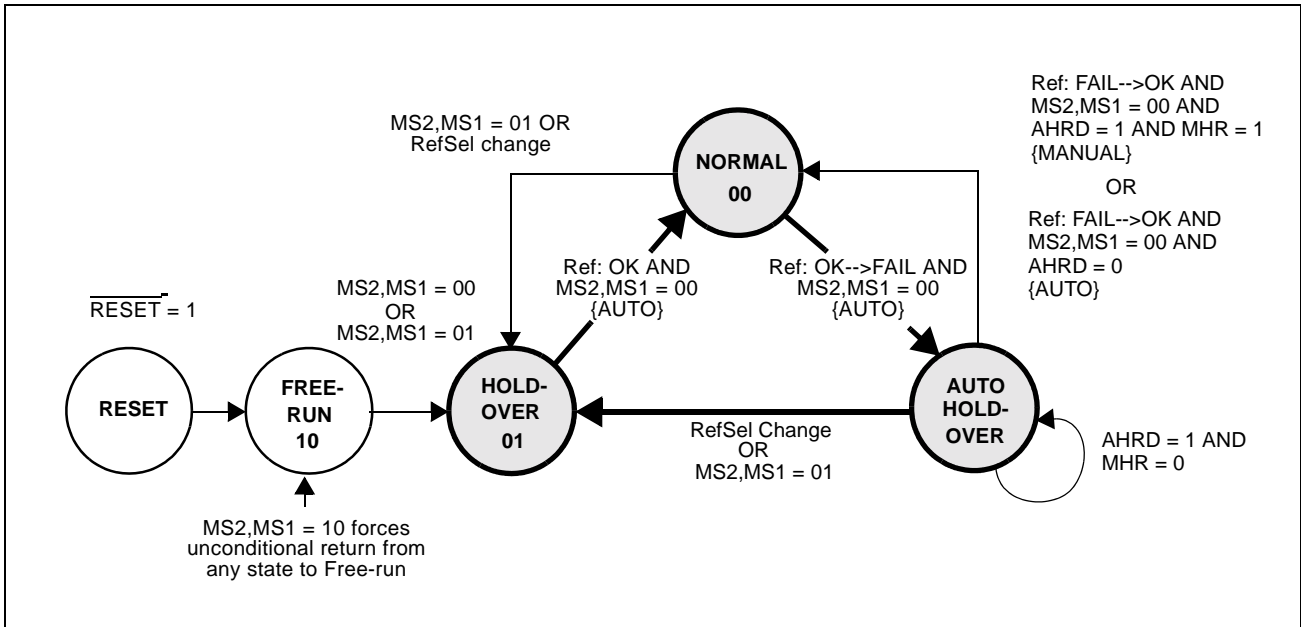 Ref: FAIL-->OK AND
MS2,MS1 = 00 AND
AHRD = 1 AND MHR = 1
{MANUAL}
OR
Ref: FAIL-->OK AND
MS2,MS1 = 00 AND
AHRD = 0
{AUTO}
MS2,MS1 = 01 OR
RefSel change
NORMAL
00
Ref: OK AND
MS2,MS1 = 00
{AUTO}
Ref: OK-->FAIL AND
MS2,MS1 = 00
{AUTO}
RESET = 1
MS2,MS1 = 00
OR
MS2,MS1 = 01
RESET
FREE-
RUN
10
HOLD-
OVER
01
AUTO
HOLD-
OVER
RefSel Change
OR
MS2,MS1 = 01
AHRD = 1 AND
MHR = 0
MS2,MS1 = 10 forces
unconditional return from
any state to Free-run